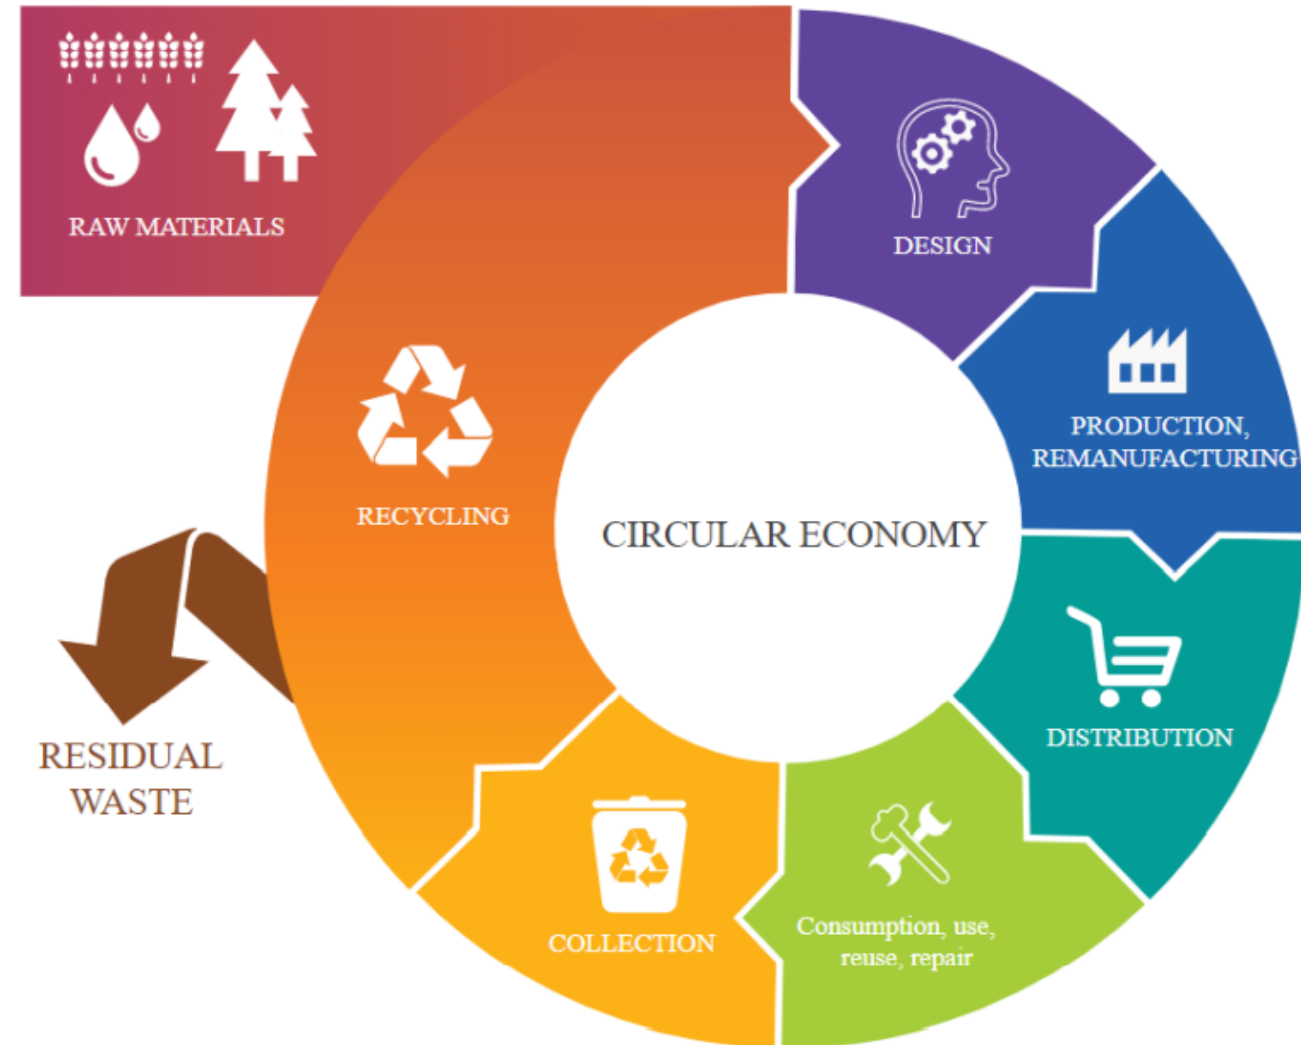 RAW MATERIALS
DESIGN
PRODUCTION,
REMANUFACTURING
RECYCLING
CIRCULAR ECONOMY
DISTRIBUTION
RESIDUAL
WASTE
Consumption, use,
reuse, repair
COLLECTION